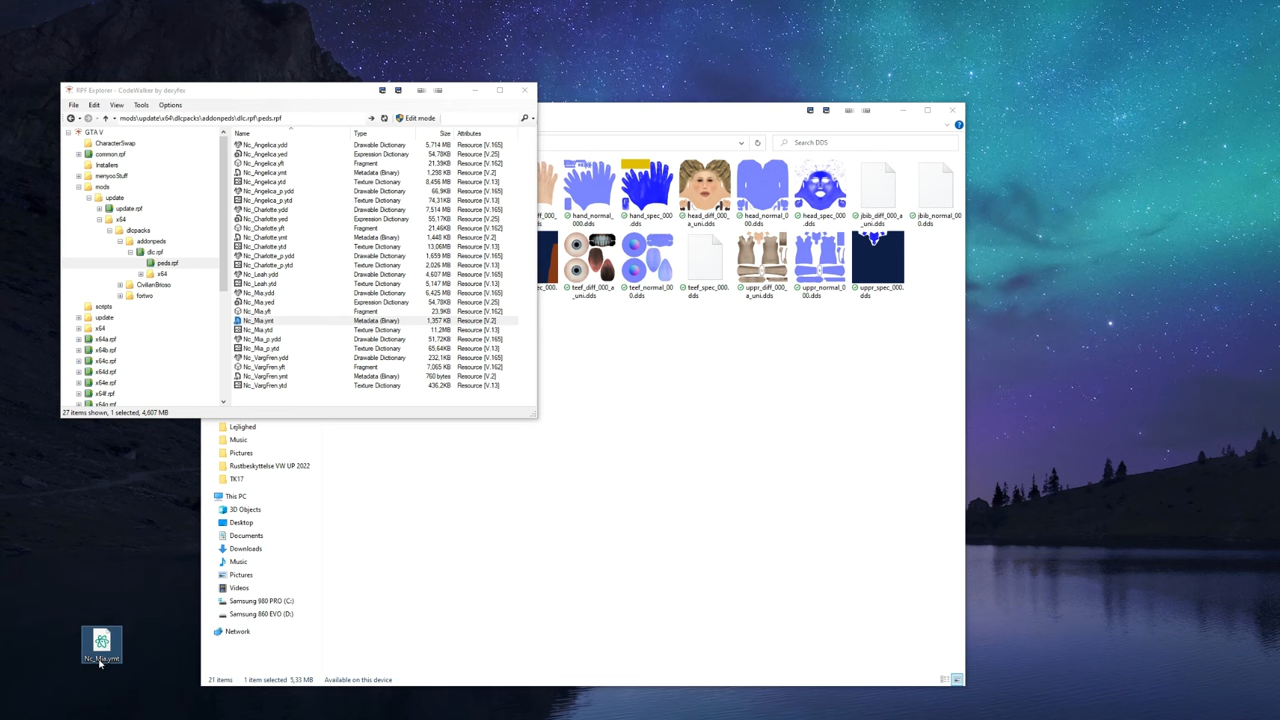 RPF Explorer - CodeWalker by dexyfex
File Edit View Tools Options
mods\update\x64\dlcpacks\addonpeds\dlc.rpf\peds.rpf
Edit mode
GTA V
CharacterSwap
common.rpf
Installers
menyooStuff
mods
update
update.rpf
x64
dlcpacks
addonpeds
dlc.rpf
peds.rpf
x64
CivilianBrioso
fortwo
scripts
update
x64
x64a.rpf
x64b.rpf
x64c.rpf
x64d.rpf
x64e.rpf
x64f.rpf
x64g.rpf
Name Type Size Attributes
Nc_Angelica.ydd Drawable Dictionary 5,714 MB Resource [V.165]
Nc_Angelica.yed Expression Dictionary 54,78KB Resource [V.25]
Nc_Angelica.yft Fragment 21,39KB Resource [V.162]
Nc_Angelica.ymt Metadata (Binary) 1,298 KB Resource [V.2]
Nc_Angelica.ytd Texture Dictionary 8,456 MB Resource [V.13]
Nc_Angelica_p.ydd Drawable Dictionary 66,9KB Resource [V.165]
Nc_Angelica_p.ytd Texture Dictionary 74,31KB Resource [V.13]
Nc_Charlotte.ydd Drawable Dictionary 7,514 MB Resource [V.165]
Nc_Charlotte.yed Expression Dictionary 55,17KB Resource [V.25]
Nc_Charlotte.yft Fragment 21,46KB Resource [V.162]
Nc_Charlotte.ymt Metadata (Binary) 1,448 KB Resource [V.2]
Nc_Charlotte.ytd Texture Dictionary 13,06MB Resource [V.13]
Nc_Charlotte_p.ydd Drawable Dictionary 1,659 MB Resource [V.165]
Nc_Charlotte_p.ytd Texture Dictionary 2,026 MB Resource [V.13]
Nc_Leah.ydd Drawable Dictionary 4,607 MB Resource [V.165]
Nc_Leah.ytd Texture Dictionary 5,147 MB Resource [V.13]
Nc_Mia.ydd Drawable Dictionary 6,425 MB Resource [V.165]
Nc_Mia.yed Expression Dictionary 54,78KB Resource [V.25]
Nc_Mia.yft Fragment 23,9KB Resource [V.162]
Nc_Mia.ymt Metadata (Binary) 1,357 KB Resource [V.2]
Nc_Mia.ytd Texture Dictionary 11,2MB Resource [V.13]
Nc_Mia_p.ydd Drawable Dictionary 51,72KB Resource [V.165]
Nc_Mia_p.ytd Texture Dictionary 65,64KB Resource [V.13]
Nc_VargFren.ydd Drawable Dictionary 232,1KB Resource [V.165]
Nc_VargFren.yft Fragment 7,065 KB Resource [V.162]
Nc_VargFren.ymt Metadata (Binary) 760 bytes Resource [V.2]
Nc_VargFren.ytd Texture Dictionary 436,2KB Resource [V.13]
27 items shown, 1 selected, 4,607 MB
Search DDS
hand_normal_000.dds
hand_spec_000.dds
head_diff_000_a_uni.dds
head_normal_000.dds
head_spec_000.dds
jbib_diff_000_a_uni.dds
jbib_normal_000.dds
teef_diff_000_a_uni.dds
teef_normal_000.dds
teef_spec_000.dds
uppr_diff_000_a_uni.dds
uppr_normal_000.dds
uppr_spec_000.dds
Lejlighed
Music
Pictures
Rustbeskyttelse VW UP 2022
TK17
This PC
3D Objects
Desktop
Documents
Downloads
Music
Pictures
Videos
Samsung 980 PRO (C:)
Samsung 860 EVO (D:)
Network
21 items 1 item selected 5,33 MB Available on this device
Nc_Mia.ymt